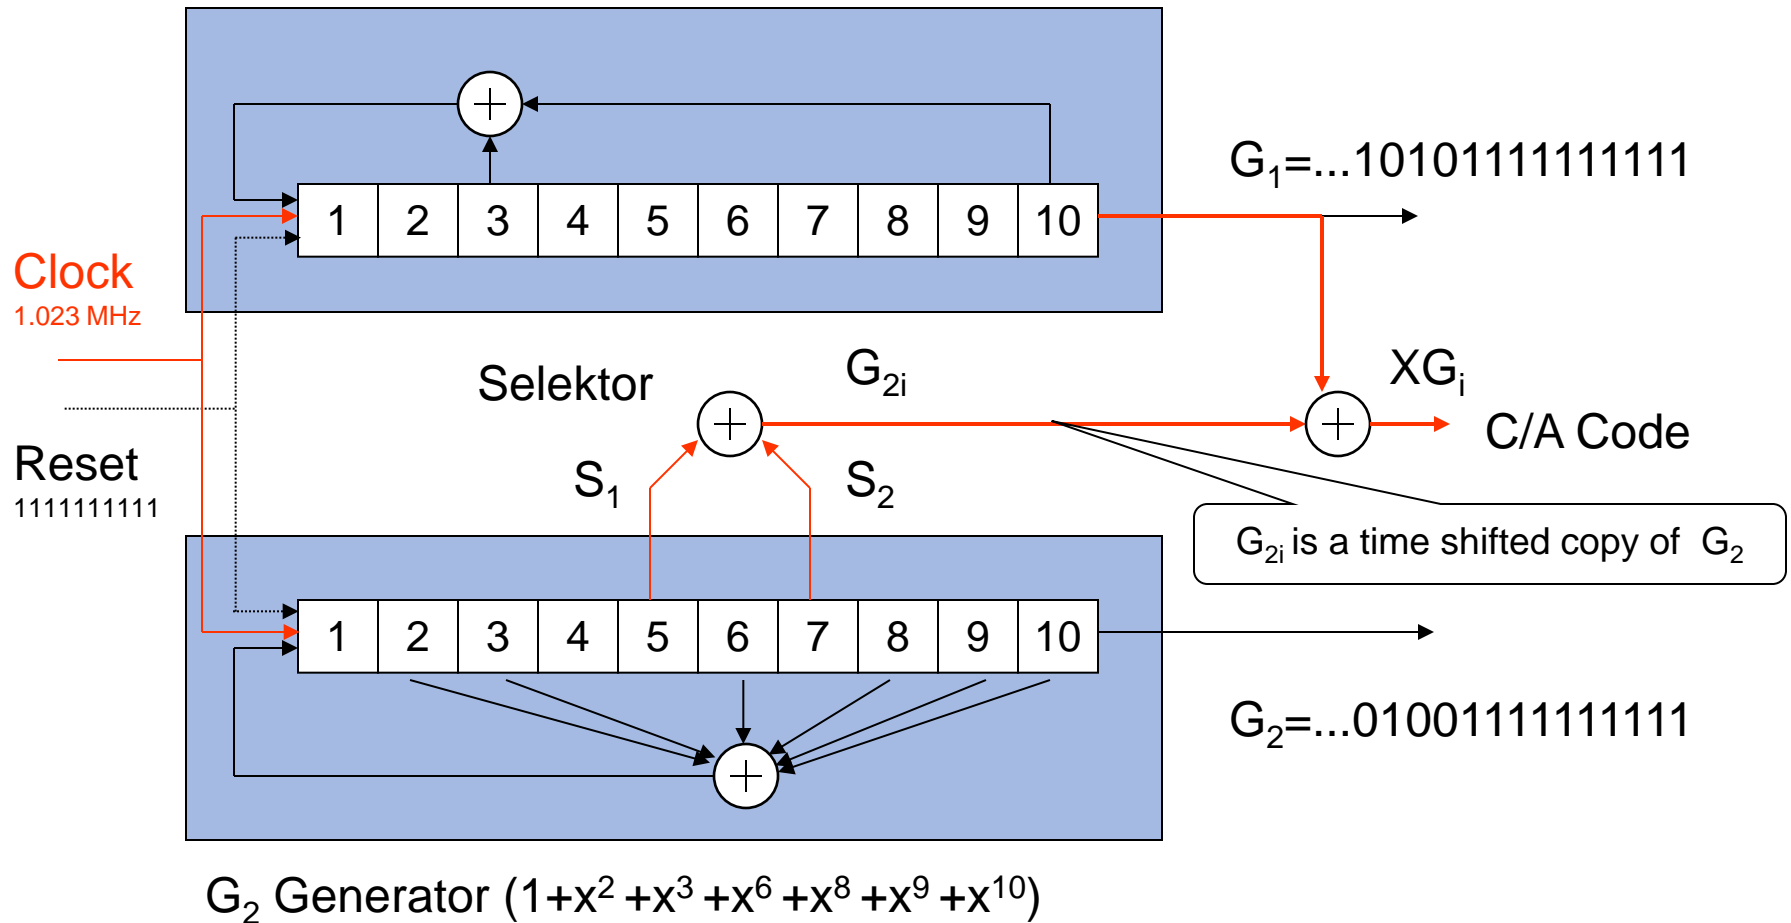 1 2 3 4 5 6 7 8 9 10
G₁=...10101111111111
Clock
1.023 MHz
Selektor
G₂ᵢ
XGᵢ
C/A Code
Reset
1111111111
S₁
S₂
G₂ᵢ is a time shifted copy of G₂
1 2 3 4 5 6 7 8 9 10
G₂=...01001111111111
G₂ Generator (1+x² +x³ +x⁶ +x⁸ +x⁹ +x¹⁰)